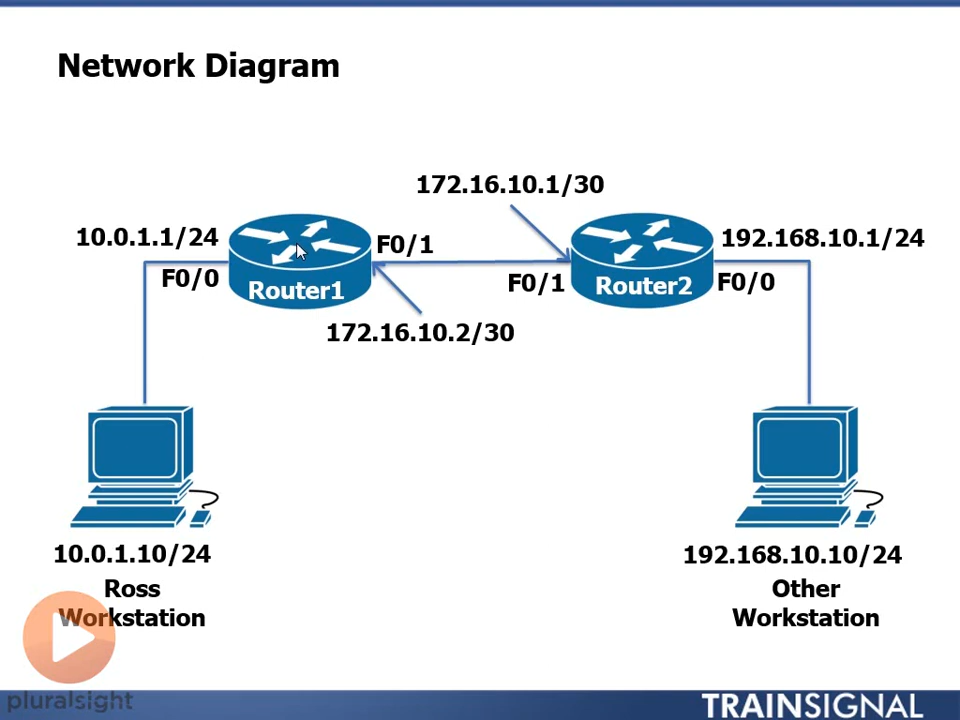 Network Diagram
172.16.10.1/30
10.0.1.1/24
F0/1
192.168.10.1/24
F0/0
Router1
F0/1
Router2
F0/0
172.16.10.2/30
10.0.1.10/24
Ross
Workstation
192.168.10.10/24
Other
Workstation
pluralsight
TRAINSIGNAL